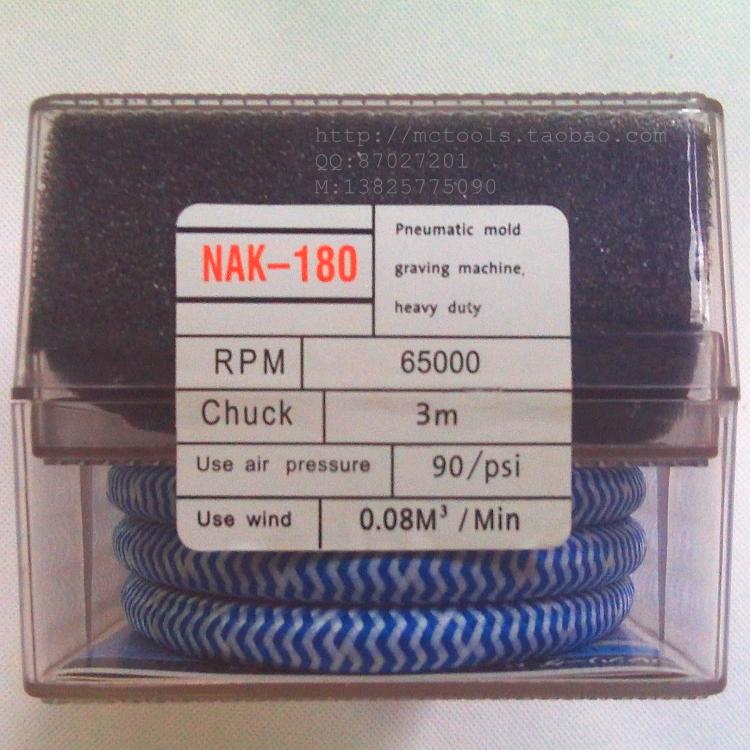 http://mctools.taobao.com
QQ:87027201
M:13825775090
NAK-180
Pneumatic mold
graving machine,
heavy duty
RPM 65000
Chuck 3m
Use air pressure 90/psi
Use wind 0.08M³ /Min